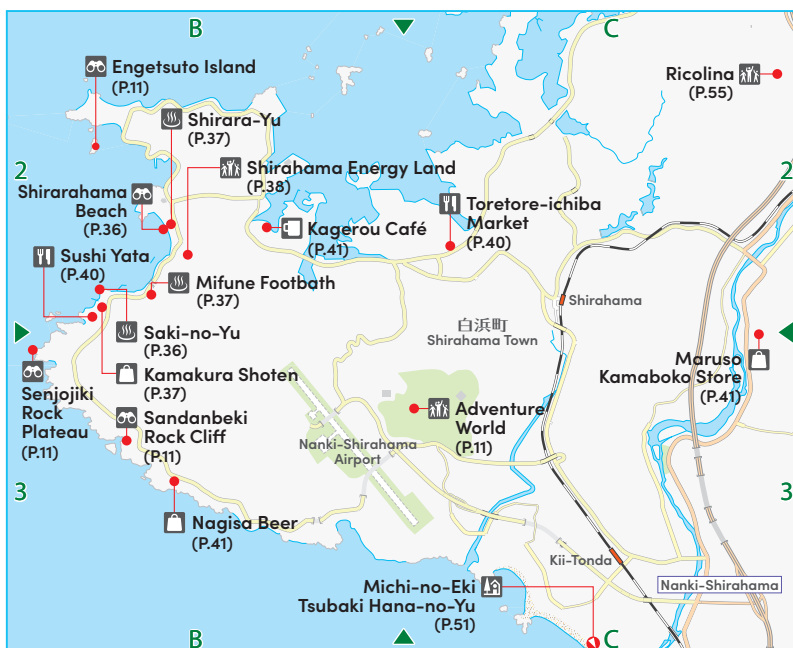 B
C
Engetsuto Island
(P.11)
Ricolina
(P.55)
Shirara-Yu
(P.37)
2
2
Shirahama Energy Land
(P.38)
Shirarahama
Beach
(P.36)
Toretore-ichiba
Market
(P.40)
Kagerou Café
(P.41)
Sushi Yata
(P.40)
Mifune Footbath
(P.37)
Shirahama
白浜町
Shirahama Town
Saki-no-Yu
(P.36)
Maruso
Kamaboko Store
(P.41)
Kamakura Shoten
(P.37)
Senjojiki
Rock
Plateau
(P.11)
Sandanbeki
Rock Cliff
(P.11)
Adventure
World
(P.11)
Nanki-Shirahama
Airport
3
3
Nagisa Beer
(P.41)
Kii-Tonda
Michi-no-Eki
Tsubaki Hana-no-Yu
(P.51)
Nanki-Shirahama
B
C